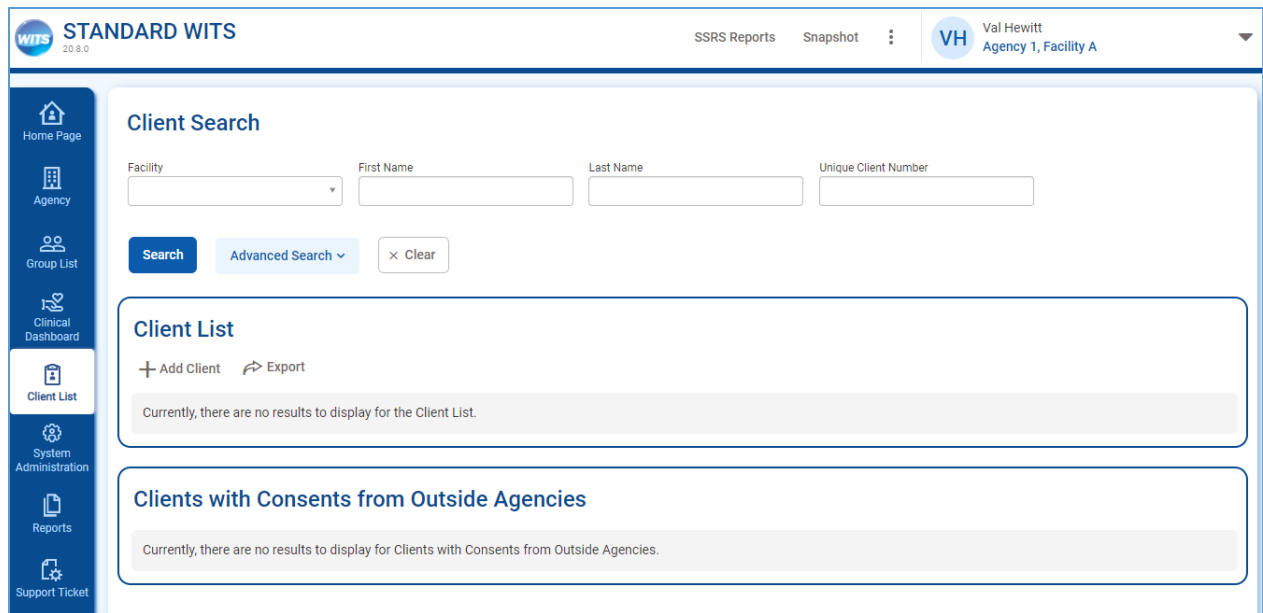 WITS
STANDARD WITS
20.8.0
SSRS Reports
Snapshot
VH
Val Hewitt
Agency 1, Facility A
Home Page
Agency
Group List
Clinical
Dashboard
Client List
System
Administration
Reports
Support Ticket
Client Search
Facility
First Name
Last Name
Unique Client Number
Search
Advanced Search
× Clear
Client List
+ Add Client
Export
Currently, there are no results to display for the Client List.
Clients with Consents from Outside Agencies
Currently, there are no results to display for Clients with Consents from Outside Agencies.